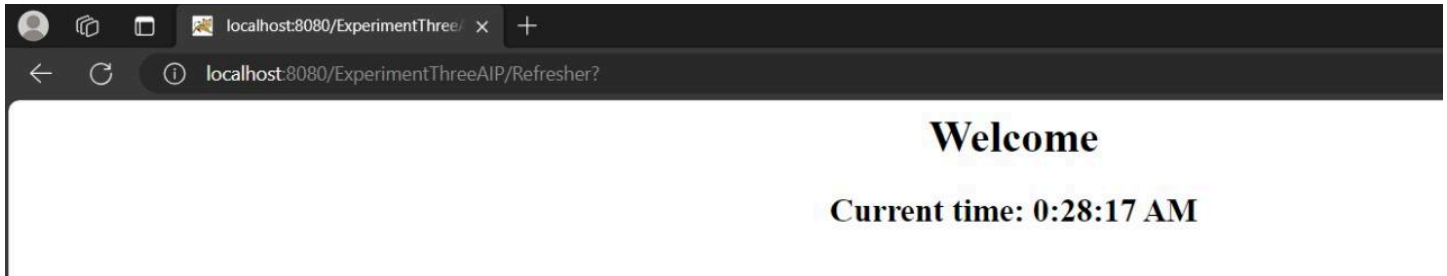 localhost:8080/ExperimentThree
localhost:8080/ExperimentThreeAIP/Refresher?
Welcome
Current time: 0:28:17 AM